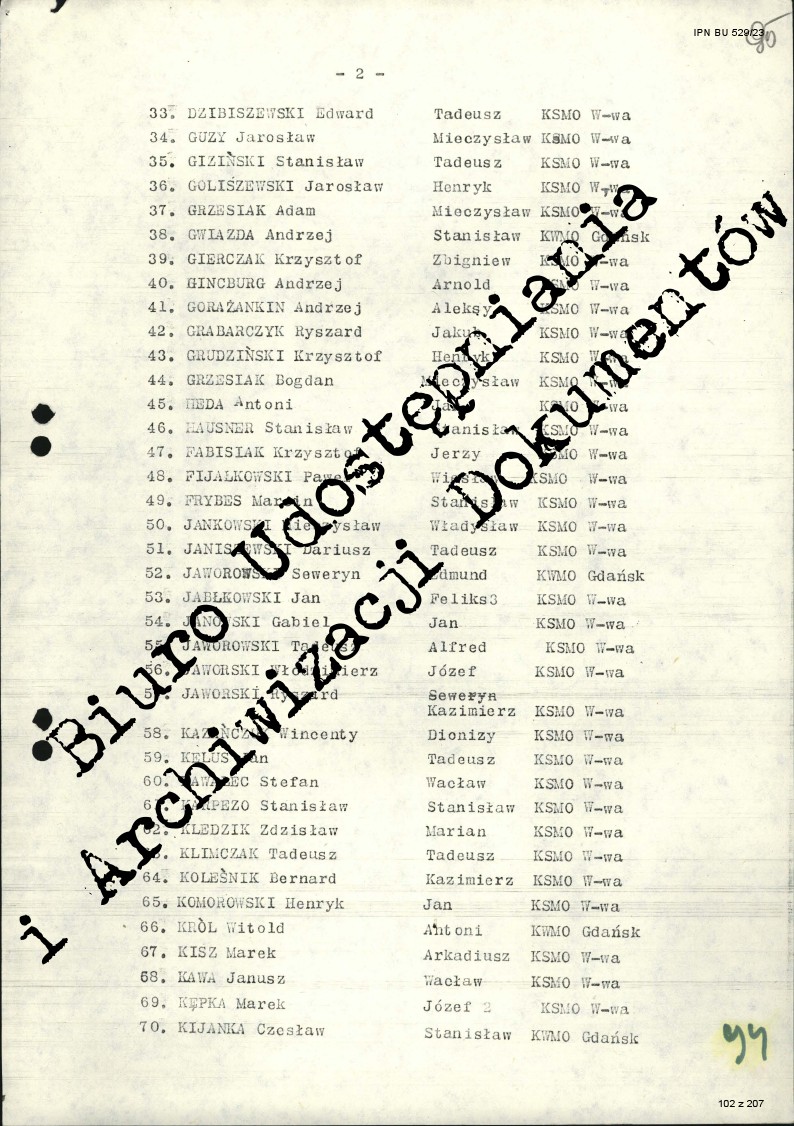 IPN BU 529/23
95
- 2 -
33. DZIBISZEWSKI Edward Tadeusz KSMO W-wa
34. GUZY Jarosław Mieczysław KSMO W-wa
35. GIZIŃSKI Stanisław Tadeusz KSMO W-wa
36. GOLISZEWSKI Jarosław Henryk KSMO W-wa
37. GRZESIAK Adam Mieczysław KSMO W-wa
38. GWIAZDA Andrzej Stanisław KWMO Gdańsk
39. GIERCZAK Krzysztof Zbigniew KSMO W-wa
40. GINCBURG Andrzej Arnold KSMO W-wa
41. GORAŻANKIN Andrzej Aleksy KSMO W-wa
42. GRABARCZYK Ryszard Jakub KSMO W-wa
43. GRUDZIŃSKI Krzysztof Henryk KSMO W-wa
44. GRZESIAK Bogdan Mieczysław KSMO W-wa
45. HEDA Antoni Jan KSMO W-wa
46. HAUSNER Stanisław Stanisław KSMO W-wa
47. FABISIAK Krzysztof Jerzy KSMO W-wa
48. FIJAŁKOWSKI Paweł Wiesław KSMO W-wa
49. FRYBES Marcin Stanisław KSMO W-wa
50. JANKOWSKI Mieczysław Władysław KSMO W-wa
51. JANISZEWSKI Dariusz Tadeusz KSMO W-wa
52. JAWOROWSKI Seweryn Edmund KWMO Gdańsk
53. JABŁKOWSKI Jan Feliks3 KSMO W-wa
54. JANOWSKI Gabiel Jan KSMO W-wa
55. JAWOROWSKI Tadeusz Alfred KSMO W-wa
56. JAWORSKI Włodzimierz Józef KSMO W-wa
57. JAWORSKI Ryszard Seweryn
Kazimierz KSMO W-wa
58. Wincenty Dionizy KSMO W-wa
59. KELUS Jan Tadeusz KSMO W-wa
60. KAWALEC Stefan Wacław KSMO W-wa
61. KARPEZO Stanisław Stanisław KSMO W-wa
62. KLEDZIK Zdzisław Marian KSMO W-wa
63. KLIMCZAK Tadeusz Tadeusz KSMO W-wa
64. KOLEŚNIK Bernard Kazimierz KSMO W-wa
65. KOMOROWSKI Henryk Jan KSMO W-wa
66. KRÒL Witold Antoni KWMO Gdańsk
67. KISZ Marek Arkadiusz KSMO W-wa
68. KAWA Janusz Wacław KSMO W-wa
69. KĘPKA Marek Józef 2 KSMO W-wa
70. KIJANKA Czesław Stanisław KWMO Gdańsk
Biuro Udostępniania
i Archiwizacji Dokumentów
94
102 z 207